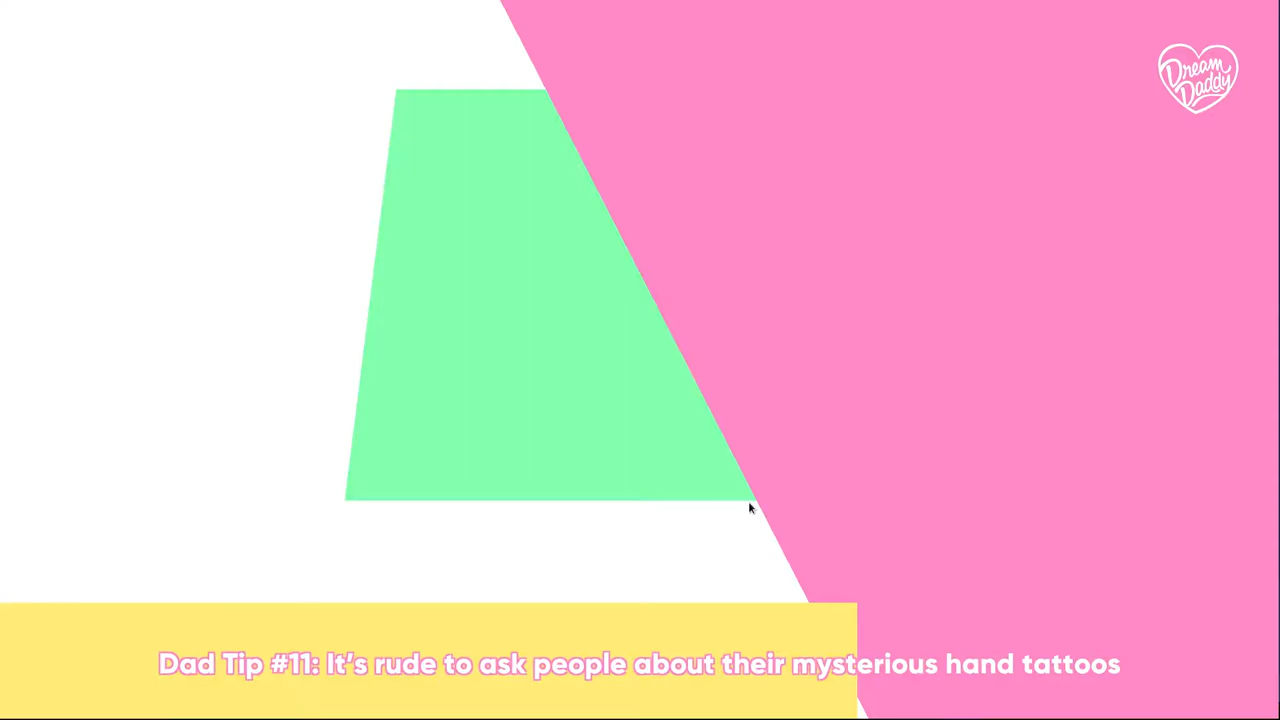 Dream
Daddy
Dad Tip #11: It's rude to ask people about their mysterious hand tattoos